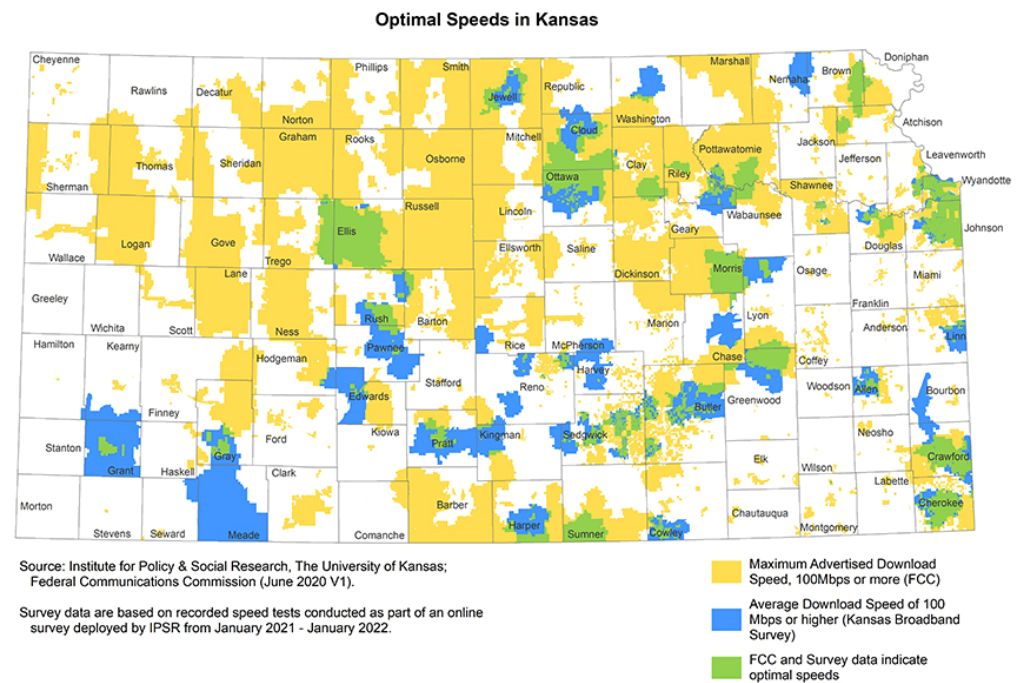 Optimal Speeds in Kansas
Cheyenne
Rawlins
Decatur
Norton
Phillips
Smith
Jewell
Republic
Washington
Marshall
Nemaha
Brown
Doniphan
Atchison
Sherman
Thomas
Sheridan
Graham
Rooks
Osborne
Mitchell
Cloud
Ottawa
Clay
Riley
Pottawatomie
Jackson
Jefferson
Leavenworth
Wyandotte
Shawnee
Wallace
Logan
Gove
Trego
Ellis
Russell
Lincoln
Ellsworth
Saline
Dickinson
Geary
Wabaunsee
Morris
Osage
Douglas
Johnson
Miami
Franklin
Greeley
Wichita
Scott
Lane
Ness
Rush
Barton
Rice
McPherson
Marion
Chase
Lyon
Coffey
Anderson
Linn
Hamilton
Kearny
Finney
Hodgeman
Pawnee
Edwards
Stafford
Reno
Harvey
Butler
Greenwood
Woodson
Allen
Bourbon
Stanton
Grant
Haskell
Gray
Ford
Kiowa
Pratt
Kingman
Sedgwick
Elk
Wilson
Neosho
Crawford
Labette
Cherokee
Morton
Stevens
Seward
Meade
Clark
Comanche
Barber
Harper
Sumner
Cowley
Chautauqua
Montgomery
Source: Institute for Policy & Social Research, The University of Kansas;
Federal Communications Commission (June 2020 V1).
Survey data are based on recorded speed tests conducted as part of an online
survey deployed by IPSR from January 2021 - January 2022.
Maximum Advertised Download
Speed, 100Mbps or more (FCC)
Average Download Speed of 100
Mbps or higher (Kansas Broadband
Survey)
FCC and Survey data indicate
optimal speeds